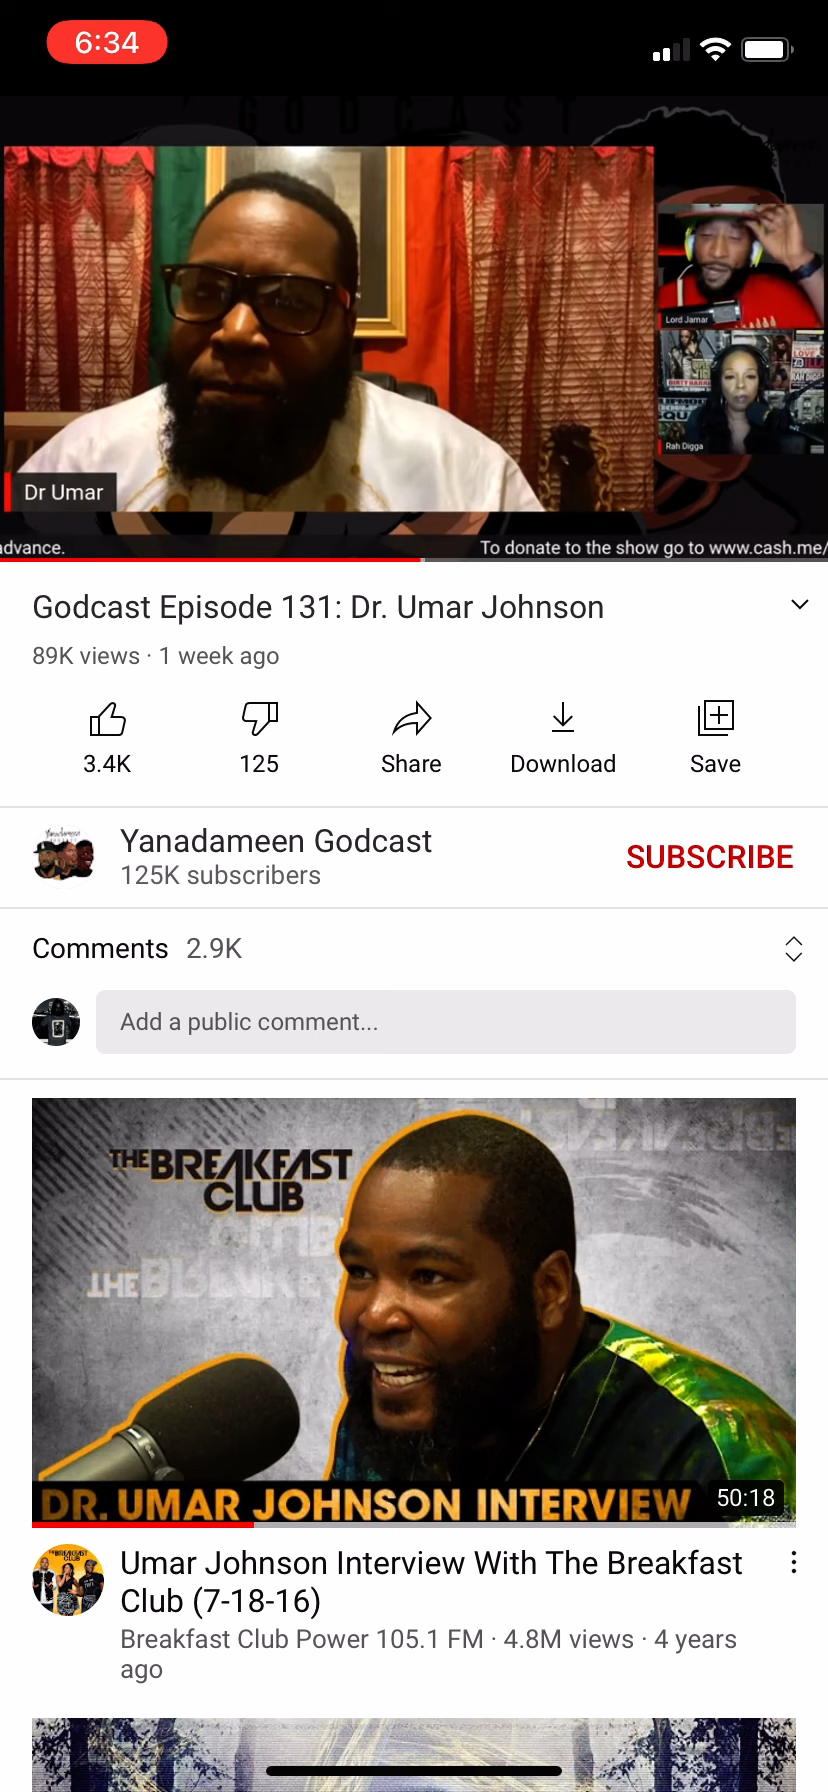 6:34
GODCAST
Lord Jamar
Rah Digga
Dr Umar
advance.
To donate to the show go to www.cash.me/
Godcast Episode 131: Dr. Umar Johnson
89K views · 1 week ago
3.4K
125
Share
Download
Save
Yanadameen Godcast
125K subscribers
SUBSCRIBE
Comments 2.9K
Add a public comment...
THE BREAKFAST
CLUB
DR. UMAR JOHNSON INTERVIEW
50:18
Umar Johnson Interview With The Breakfast
Club (7-18-16)
Breakfast Club Power 105.1 FM · 4.8M views · 4 years
ago